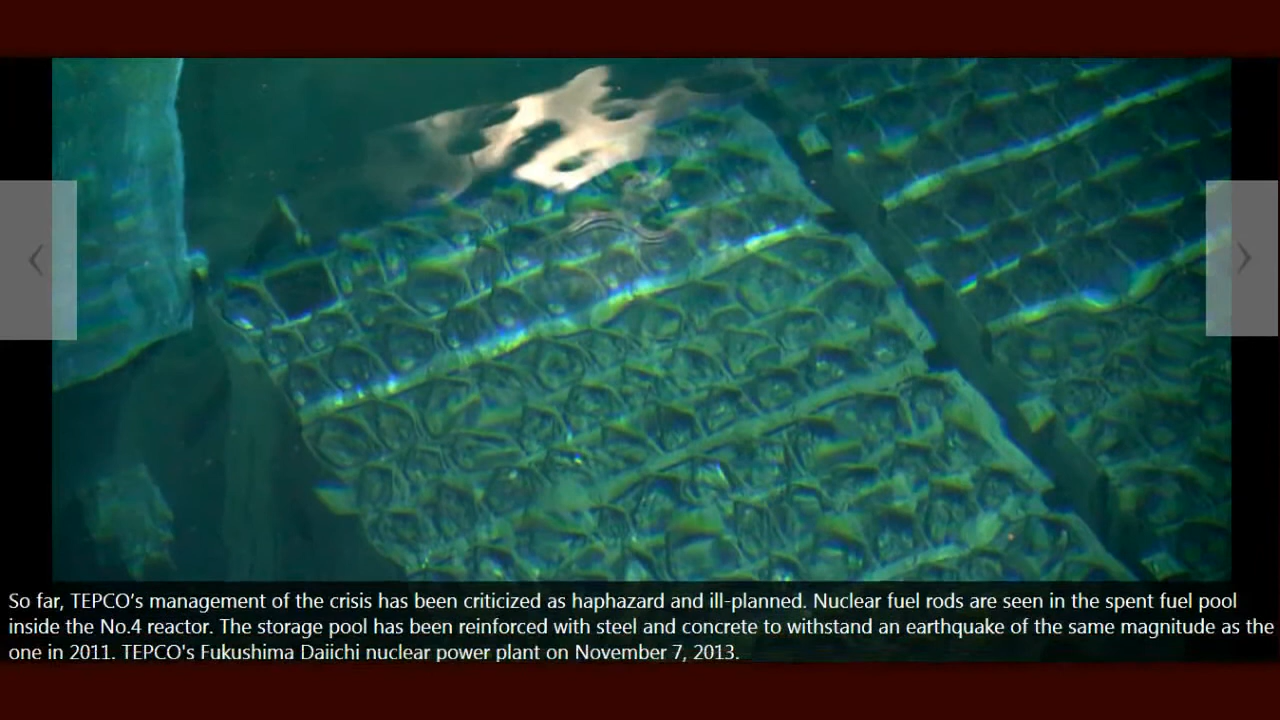 So far, TEPCO’s management of the crisis has been criticized as haphazard and ill-planned. Nuclear fuel rods are seen in the spent fuel pool
inside the No.4 reactor. The storage pool has been reinforced with steel and concrete to withstand an earthquake of the same magnitude as the
one in 2011. TEPCO's Fukushima Daiichi nuclear power plant on November 7, 2013.